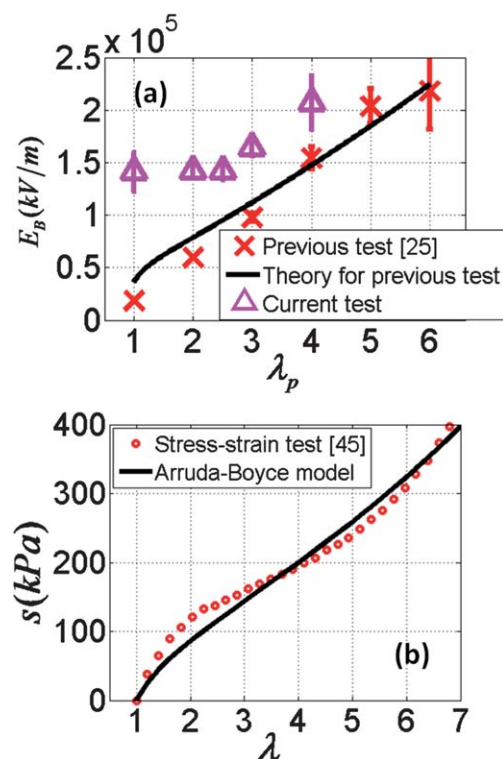 × 10⁵
2.5
(a)
2
1.5
1
0.5
0
E_B (kV/m)
Previous test [25]
Theory for previous test
Current test
1 2 3 4 5 6
λ_p
400
Stress-strain test [45]
Arruda-Boyce model
300
200
100
0
s(kPa)
(b)
1 2 3 4 5 6 7
λ